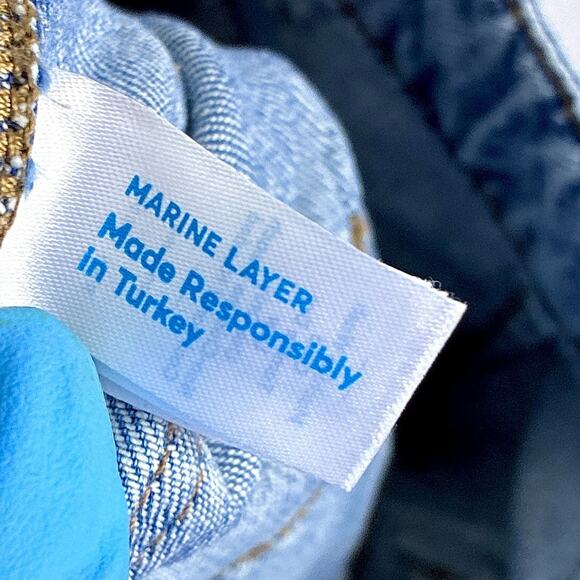 MARINE LAYER
Made Responsibly
in Turkey